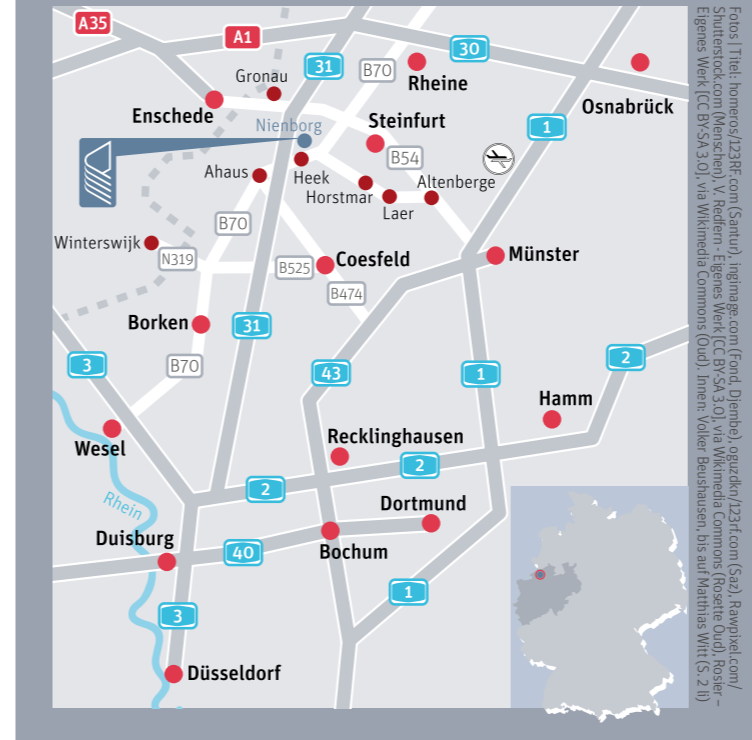 A35
A1
30
31
B70
Rheine
Gronau
Osnabrück
Enschede
Nienborg
Steinfurt
1
B54
Ahaus
Heek
Horstmar
Altenberge
Laer
B70
Winterswijk
N319
B525
Coesfeld
Münster
B474
Borken
31
3
B70
43
1
2
Hamm
Wesel
Recklinghausen
2
2
Rhein
Dortmund
Duisburg
40
Bochum
1
3
Düsseldorf
Fotos | Titel: homeros/123RF.com (Santur), ingimage.com (Fond, Djembe), oguzdkn/123rf.com (Saz), Rawpixel.com/
Shutterstock.com (Menschen), V. Redfern - Eigenes Werk [CC BY-SA 3.0], via Wikimedia Commons (Rosette Oud), Rosier –
Eigenes Werk [CC BY-SA 3.0], via Wikimedia Commons (Oud). Innen: Volker Beushausen, bis auf Matthias Witt (S. 2 li)